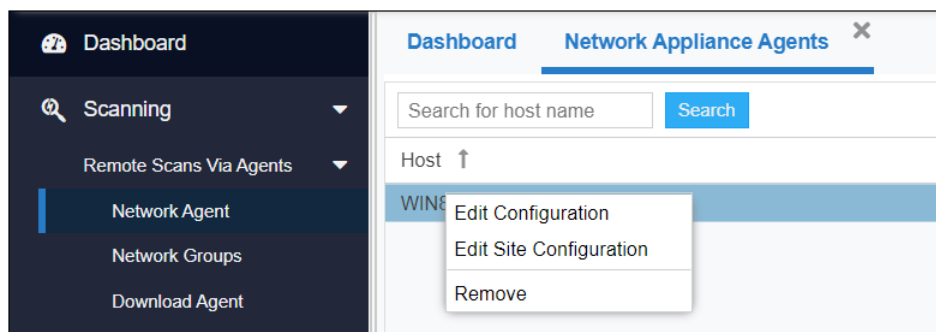 Dashboard
Scanning
Remote Scans Via Agents
Network Agent
Network Groups
Download Agent
Dashboard Network Appliance Agents
Search for host name Search
Host
Edit Configuration
Edit Site Configuration
Remove